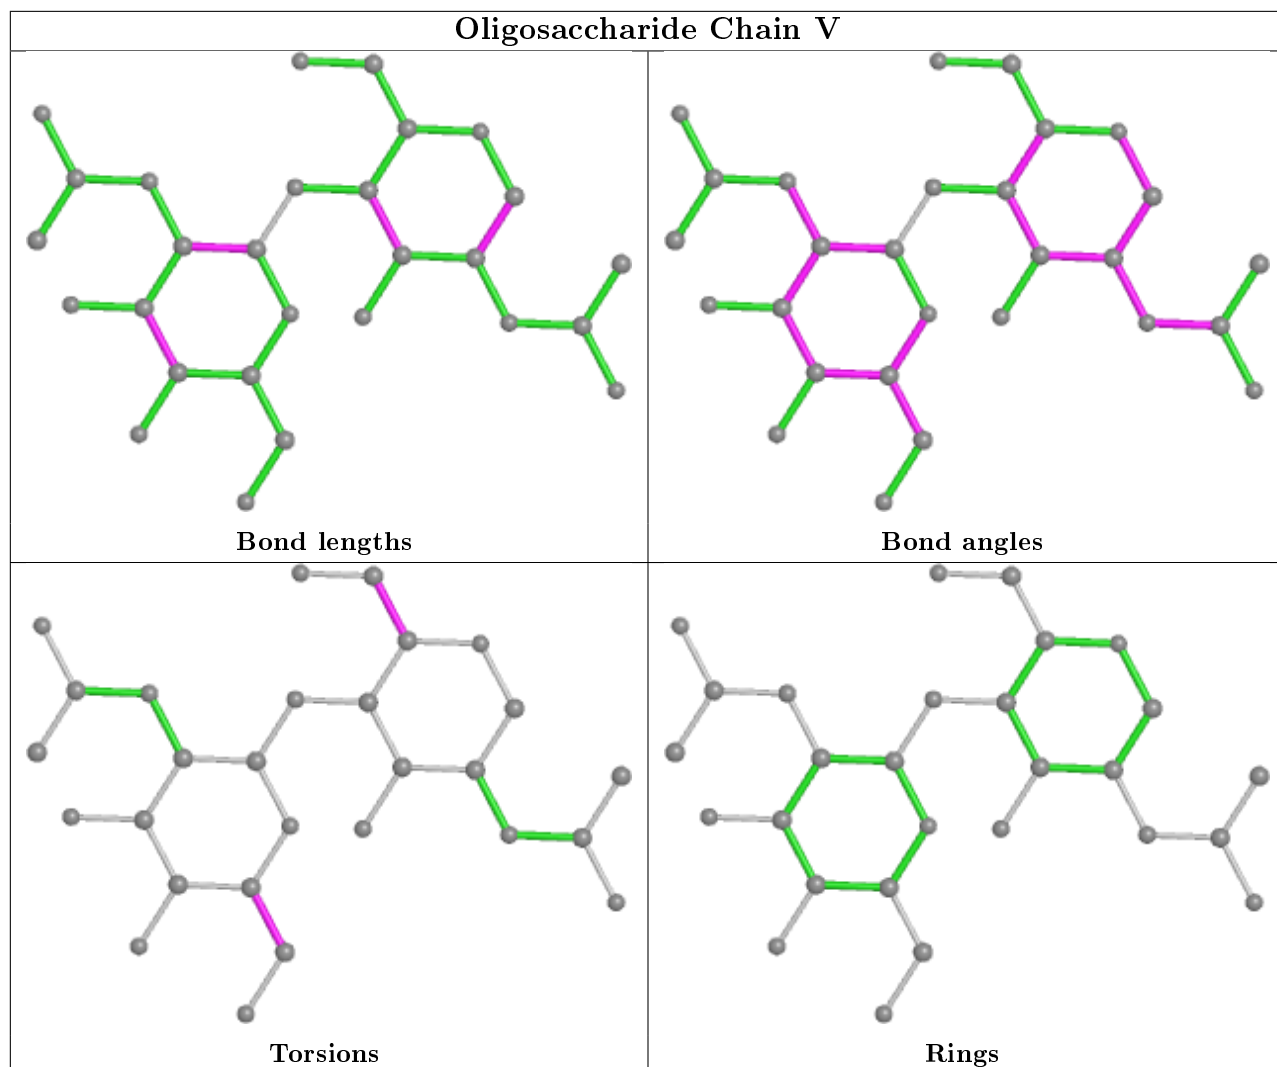 Oligosaccharide Chain V
Bond lengths
Bond angles
Torsions
Rings